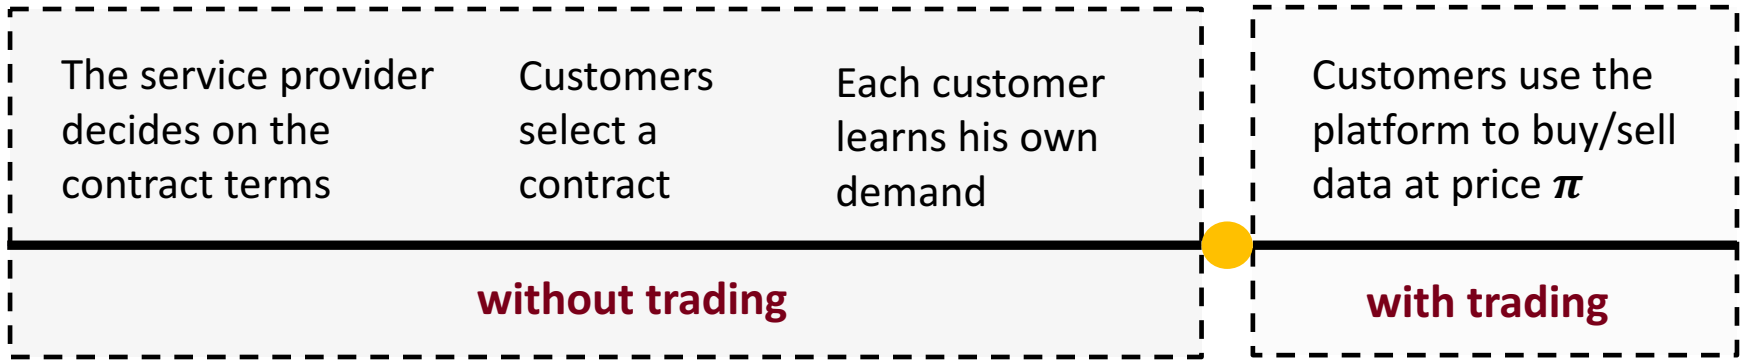 The service provider
decides on the
contract terms
Customers
select a
contract
Each customer
learns his own
demand
without trading
Customers use the
platform to buy/sell
data at price π
with trading